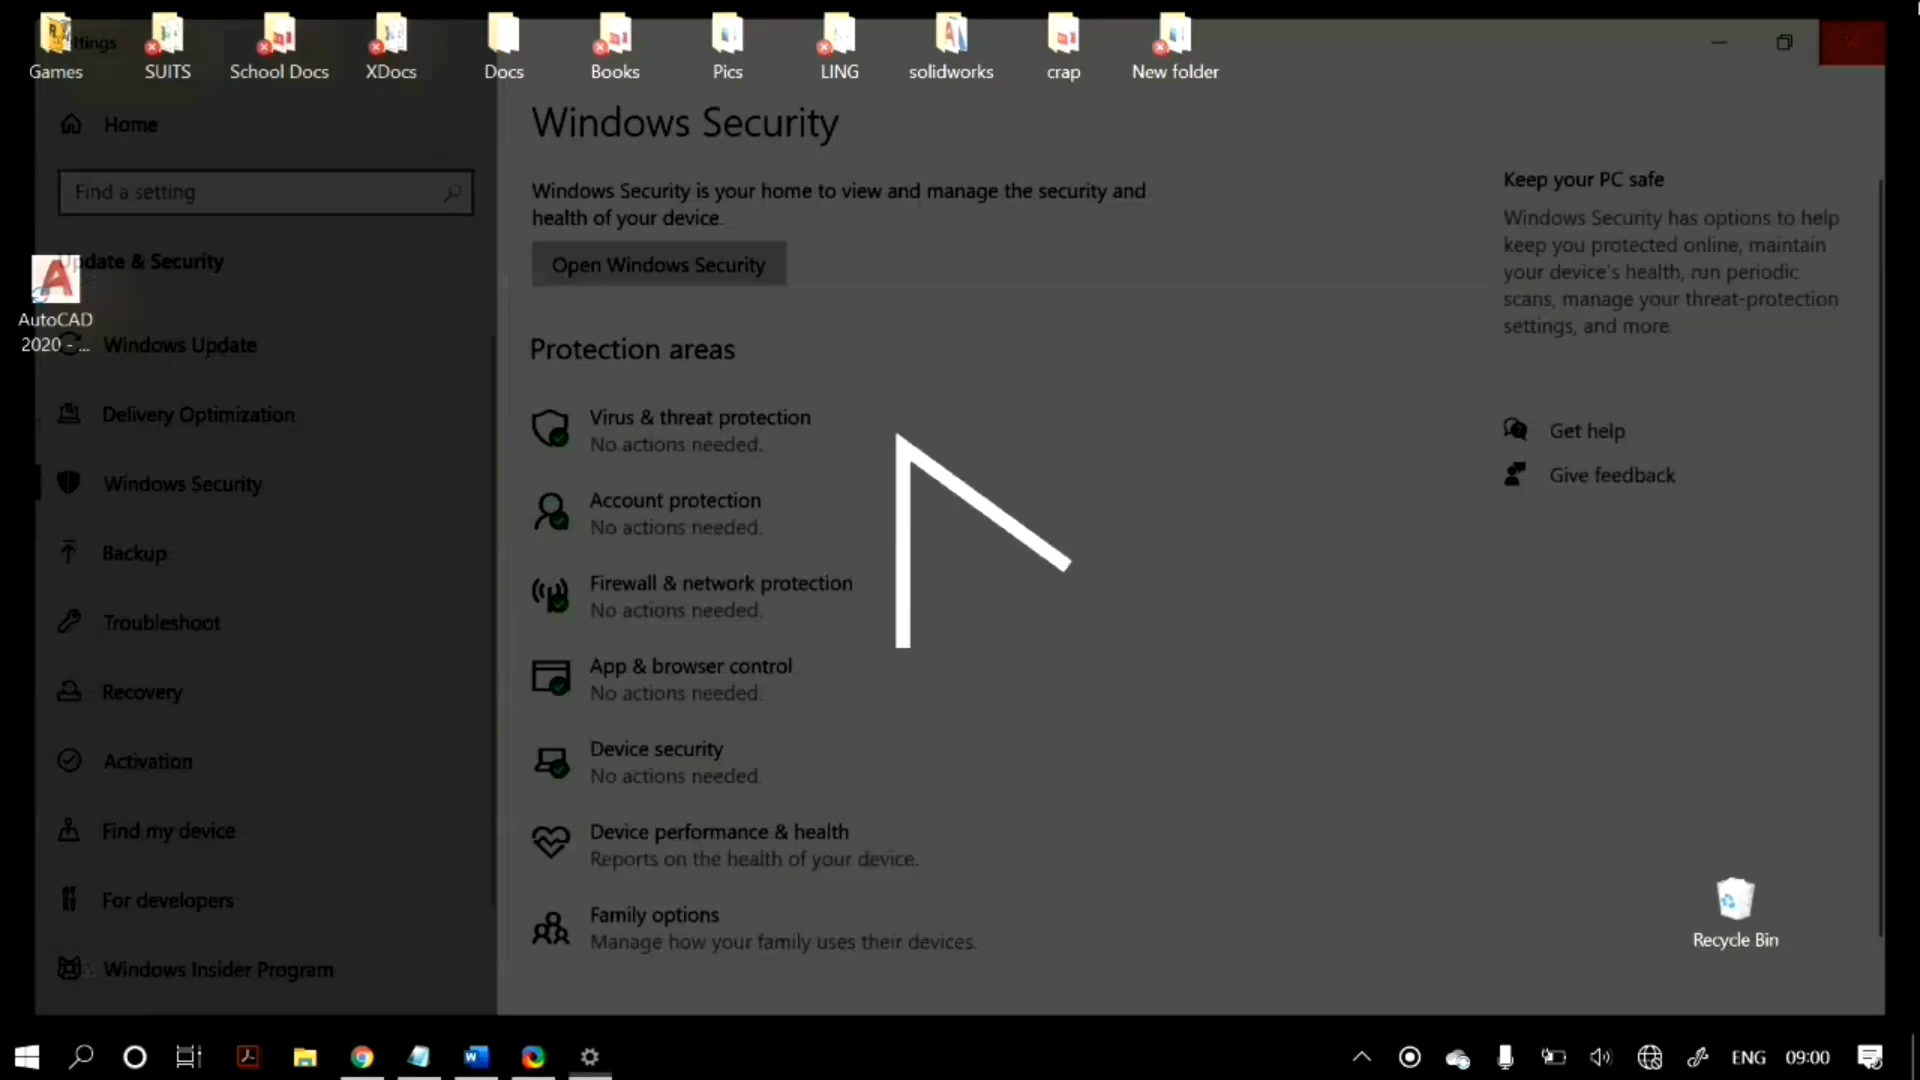 Settings
Games
SUITS
School Docs
XDocs
Docs
Books
Pics
LING
solidworks
crap
New folder
Home
Find a setting
Update & Security
AutoCAD
2020 - ...
Windows Update
Delivery Optimization
Windows Security
Backup
Troubleshoot
Recovery
Activation
Find my device
For developers
Windows Insider Program
Windows Security
Windows Security is your home to view and manage the security and
health of your device.
Open Windows Security
Protection areas
Virus & threat protection
No actions needed.
Account protection
No actions needed.
Firewall & network protection
No actions needed.
App & browser control
No actions needed.
Device security
No actions needed.
Device performance & health
Reports on the health of your device.
Family options
Manage how your family uses their devices.
Keep your PC safe
Windows Security has options to help
keep you protected online, maintain
your device's health, run periodic
scans, manage your threat-protection
settings, and more.
Get help
Give feedback
Recycle Bin
ENG
09:00